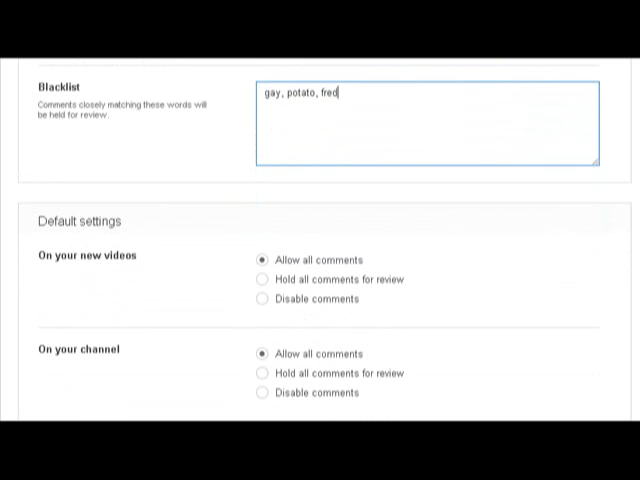 Blacklist
gay, potato, fred
Comments closely matching these words will
be held for review.
Default settings
On your new videos
Allow all comments
Hold all comments for review
Disable comments
On your channel
Allow all comments
Hold all comments for review
Disable comments